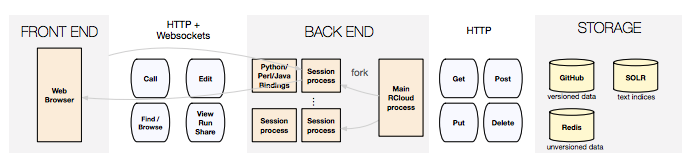 FRONT END
HTTP +
Websockets
BACK END
HTTP
STORAGE
Web
Browser
Call
Edit
Find /
Browse
View
Run
Share
Python/
Perl/Java
Bindings
Session
process
fork
Main
RCloud
process
Session
process
Session
process
Get
Post
Put
Delete
GitHub
versioned data
SOLR
text indices
Redis
unversioned data